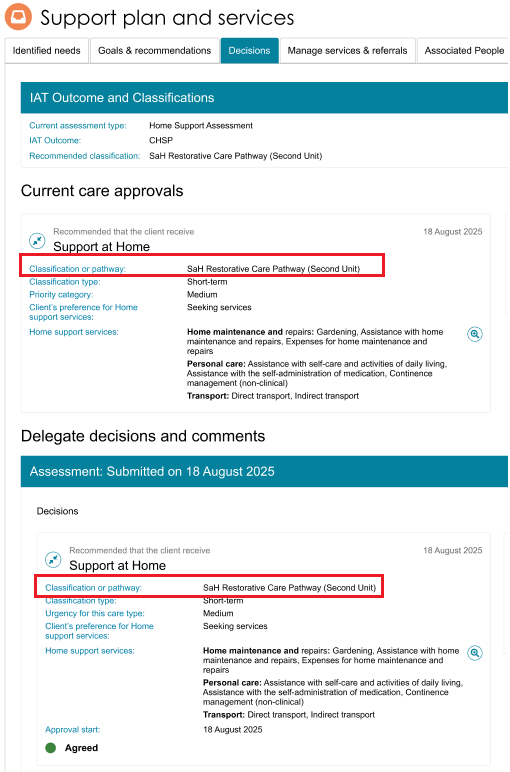 Support plan and services
Identified needs
Goals & recommendations
Decisions
Manage services & referrals
Associated People
IAT Outcome and Classifications
Current assessment type: Home Support Assessment
IAT Outcome: CHSP
Recommended classification: SaH Restorative Care Pathway (Second Unit)
Current care approvals
Recommended that the client receive
18 August 2025
Support at Home
Classification or pathway: SaH Restorative Care Pathway (Second Unit)
Classification type: Short-term
Priority category: Medium
Client's preference for Home Seeking services
support services:
Home support services: Home maintenance and repairs: Gardening, Assistance with home
maintenance and repairs, Expenses for home maintenance and
repairs
Personal care: Assistance with self-care and activities of daily living,
Assistance with the self-administration of medication, Continence
management (non-clinical)
Transport: Direct transport, Indirect transport
Delegate decisions and comments
Assessment: Submitted on 18 August 2025
Decisions
Recommended that the client receive
18 August 2025
Support at Home
Classification or pathway: SaH Restorative Care Pathway (Second Unit)
Classification type: Short-term
Urgency for this care type: Medium
Client's preference for Home Seeking services
support services:
Home support services: Home maintenance and repairs: Gardening, Assistance with home
maintenance and repairs, Expenses for home maintenance and
repairs
Personal care: Assistance with self-care and activities of daily living,
Assistance with the self-administration of medication, Continence
management (non-clinical)
Transport: Direct transport, Indirect transport
Approval start: 18 August 2025
Agreed